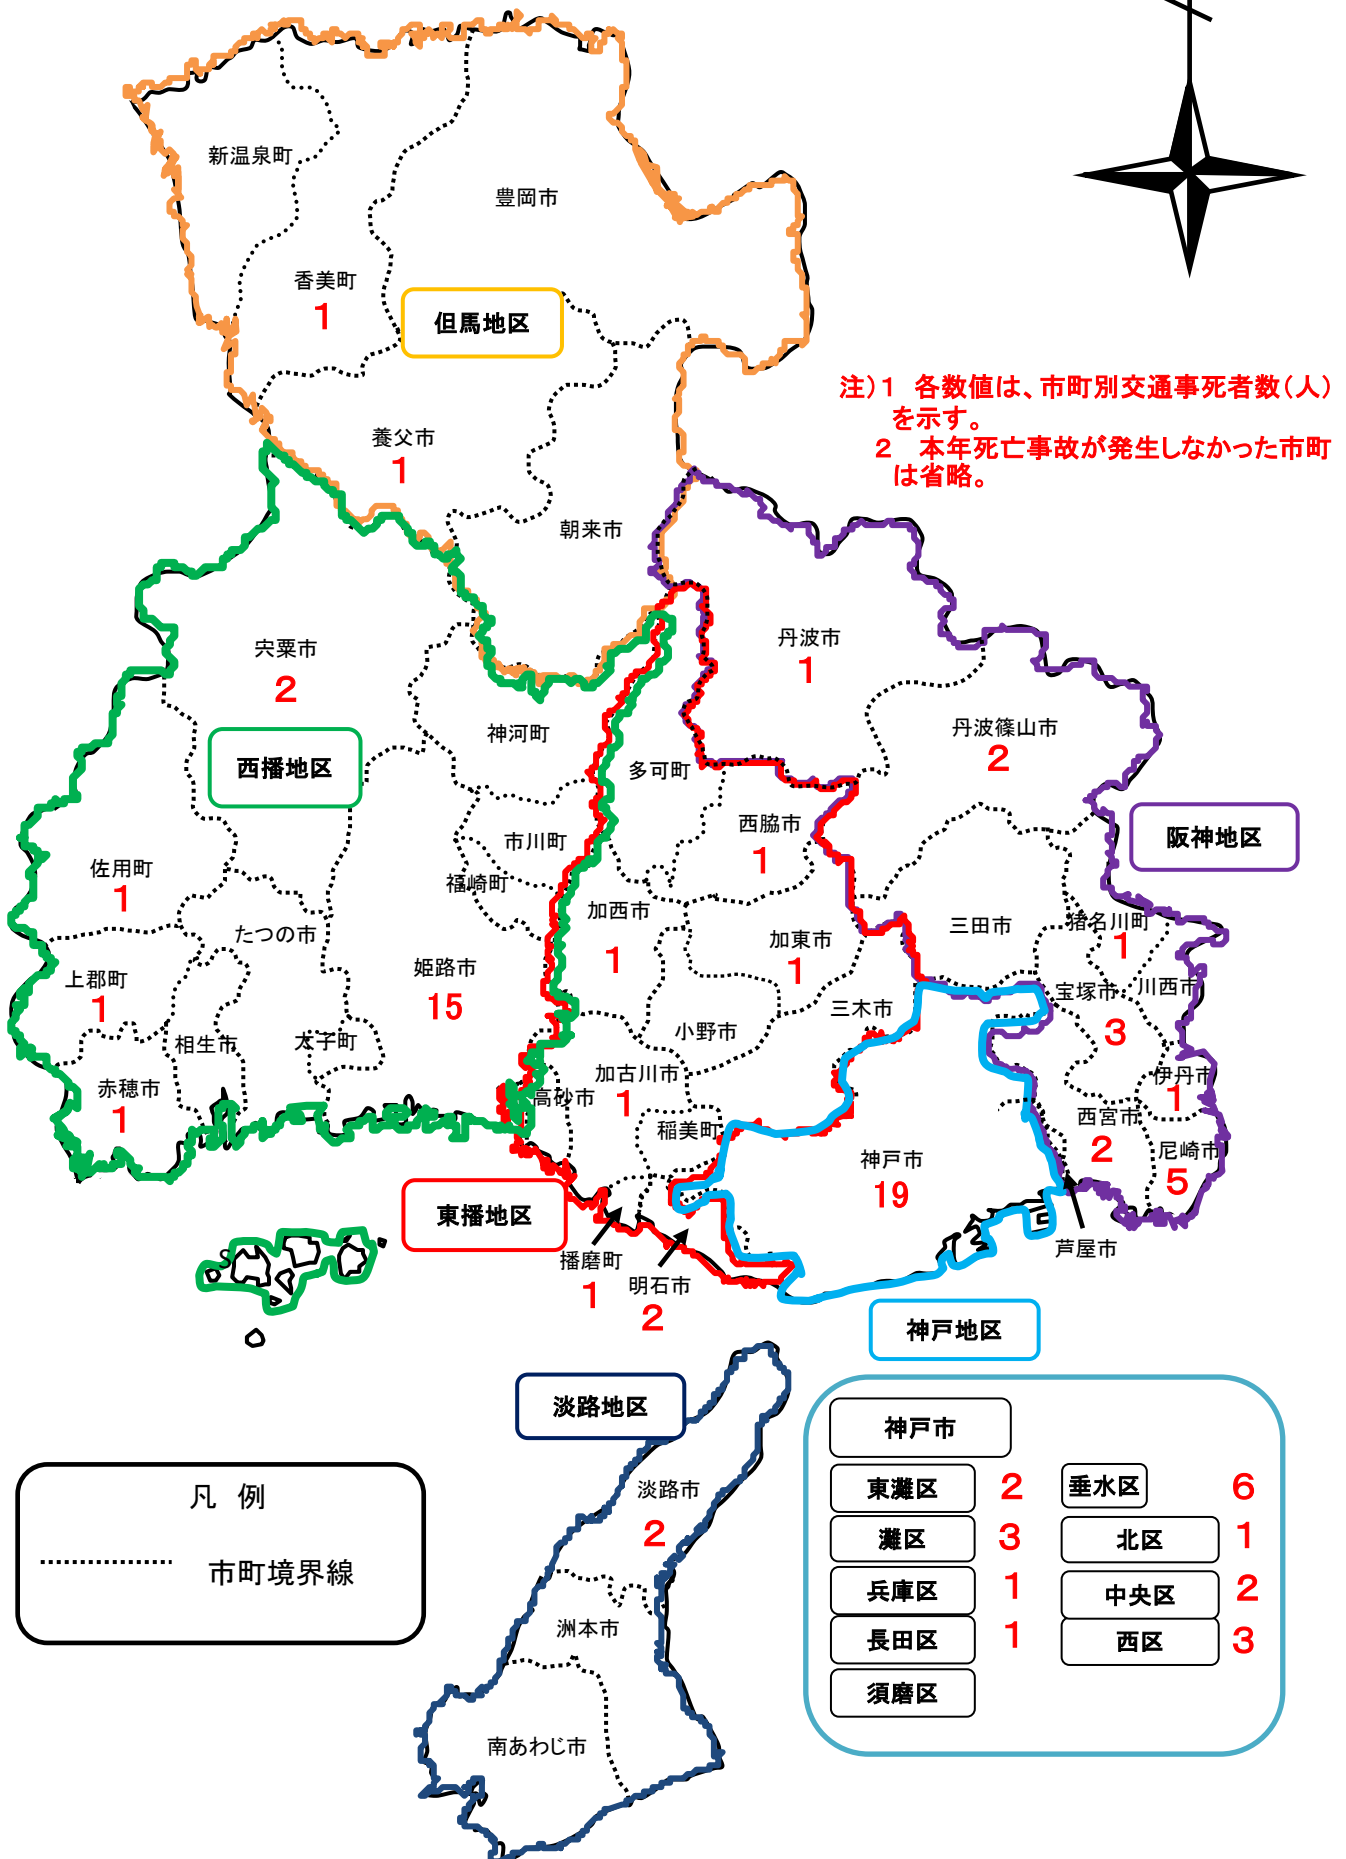 新温泉町
豊岡市
香美町
1
但馬地区
注)1 各数値は、市町別交通事死者数(人)
を示す。
2 本年死亡事故が発生しなかった市町
は省略。
養父市
1
朝来市
宍粟市
2
丹波市
1
丹波篠山市
2
神河町
西播地区
多可町
西脇市
1
阪神地区
市川町
佐用町
1
福崎町
加西市
1
たつの市
加東市
1
三田市
猪名川町
1
姫路市
15
上郡町
1
川西市
宝塚市
3
三木市
小野市
相生市
太子町
加古川市
1
伊丹市
1
赤穂市
1
高砂市
稲美町
西宮市
2
尼崎市
5
神戸市
19
東播地区
播磨町
1
明石市
2
芦屋市
S
神戸地区
淡路地区
神戸市
東灘区 2
垂水区 6
灘区 3
北区 1
兵庫区 1
中央区 2
長田区 1
西区 3
須磨区
凡 例
市町境界線
淡路市
2
洲本市
南あわじ市